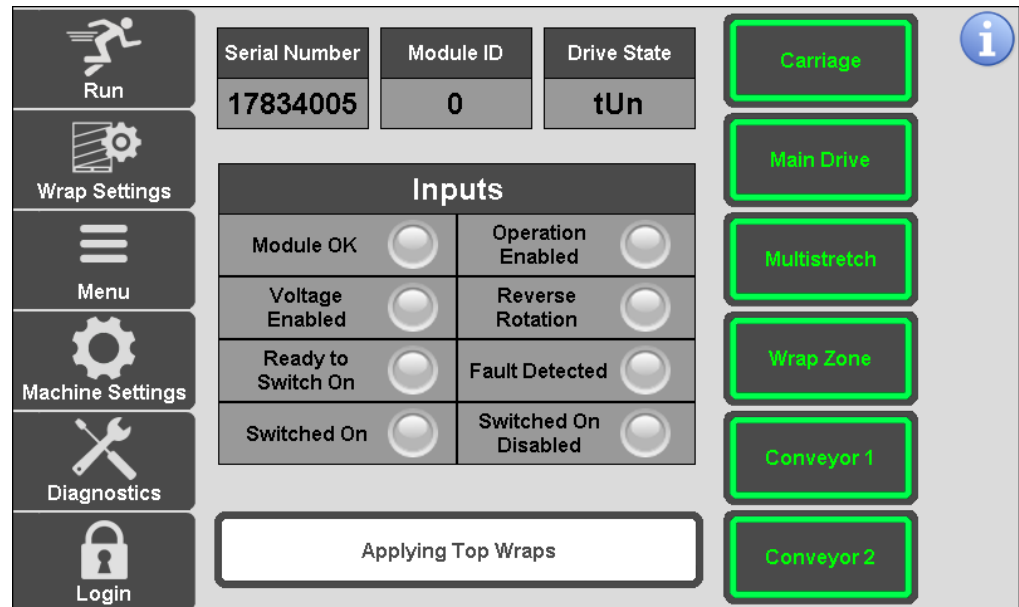 Run
Wrap Settings
Menu
Machine Settings
Diagnostics
Login
Serial Number
17834005
Module ID
0
Drive State
tUn
Inputs
Module OK
Operation
Enabled
Voltage
Enabled
Reverse
Rotation
Ready to
Switch On
Fault Detected
Switched On
Switched On
Disabled
Applying Top Wraps
Carriage
Main Drive
Multistretch
Wrap Zone
Conveyor 1
Conveyor 2
i